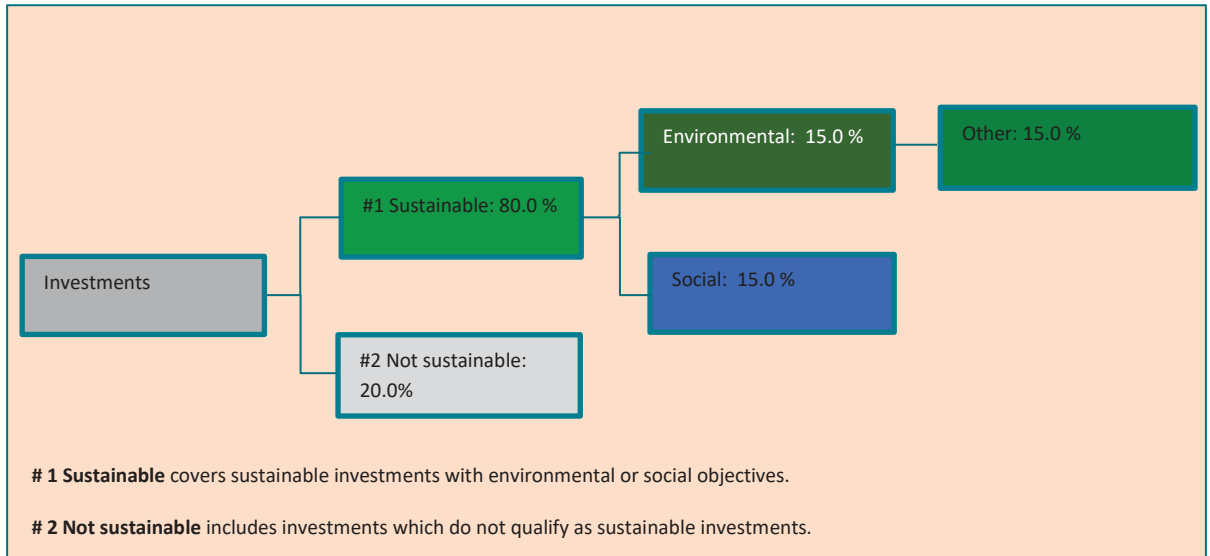 Environmental:  15.0 %
Other: 15.0 %
#1 Sustainable: 80.0 %
Social:  15.0 %
Investments
#2 Not sustainable:
20.0%
# 1 Sustainable covers sustainable investments with environmental or social objectives.
# 2 Not sustainable includes investments which do not qualify as sustainable investments.